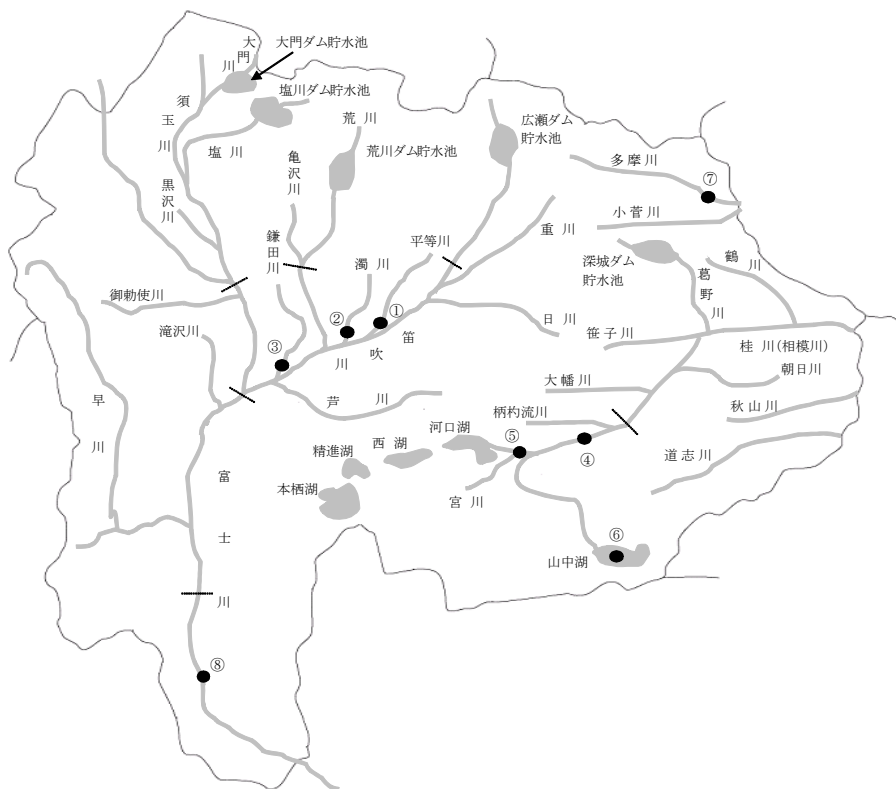 大門川
大門ダム貯水池
塩川ダム貯水池
須玉川
塩川
荒川
荒川ダム貯水池
亀沢川
黒沢川
鎌田川
広瀬ダム
貯水池
多摩川
⑦
小菅川
重川
平等川
濁川
深城ダム
貯水池
葛野川
鶴川
御勅使川
滝沢川
①
②
③
日川
笛吹川
笹子川
桂川(相模川)
朝日川
大幡川
秋山川
芦川
柄杓流川
早川
河口湖
⑤
④
西湖
精進湖
本栖湖
道志川
宮川
富士川
⑥
山中湖
⑧